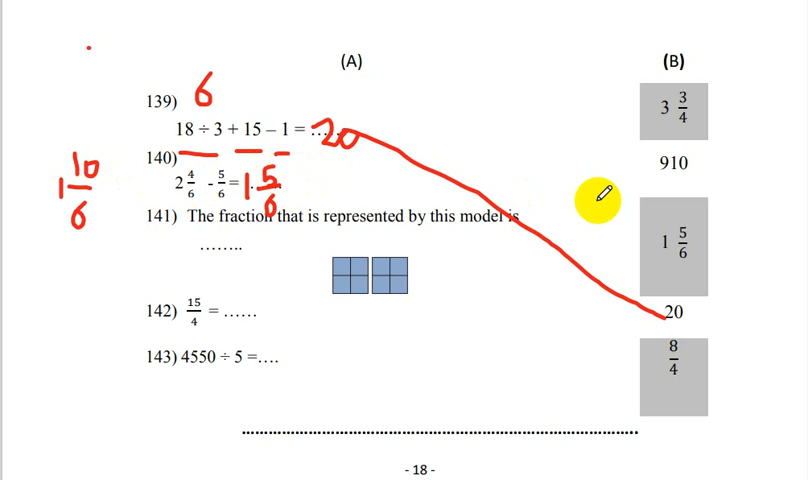 (A) (B)
6
139)
18 ÷ 3 + 15 – 1 = ..... 20
3 3/4
140)
910
1 10/6
2 4/6 - 5/6 = 1 5/6
141) The fraction that is represented by this model is
........
1 5/6
142) 15/4 = ……
20
143) 4550 ÷ 5 =….
8/4
- 18 -